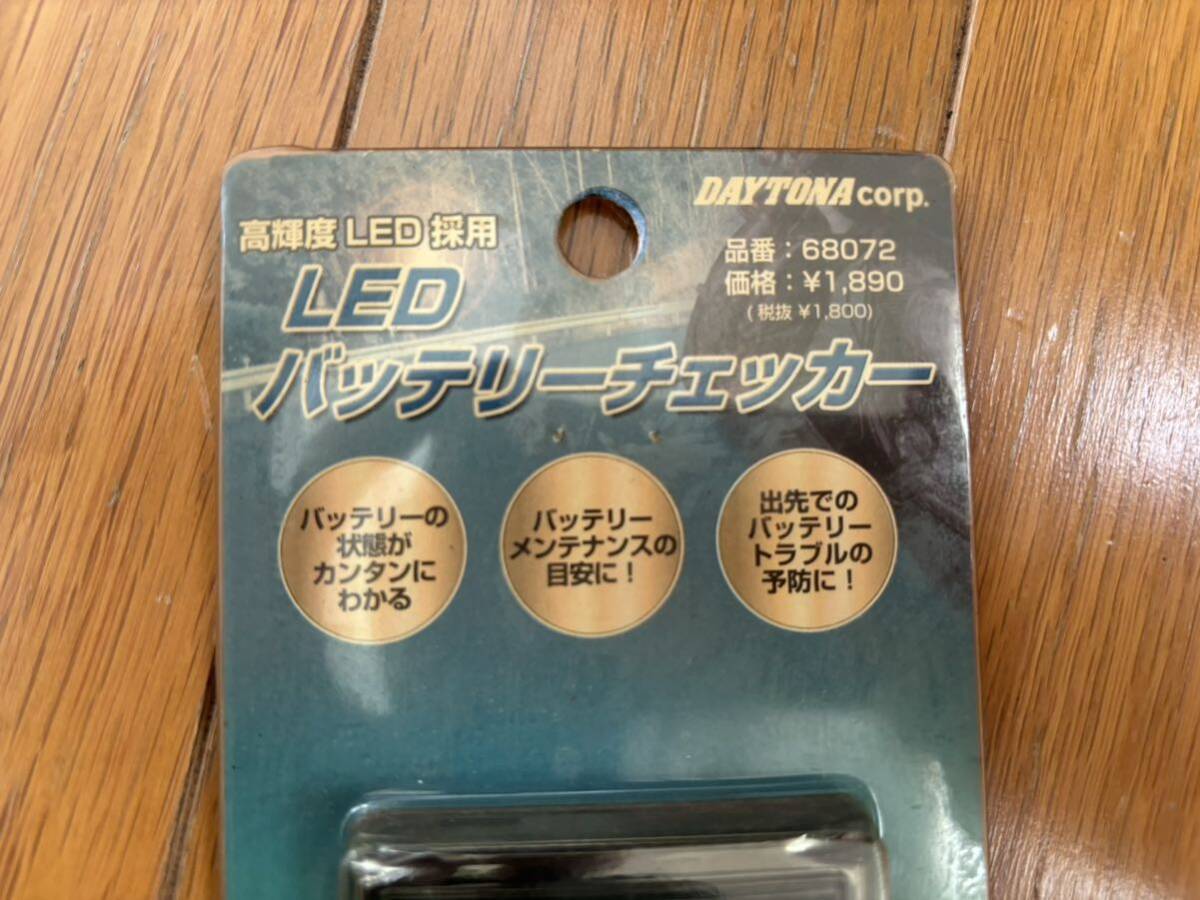 DAYTONA corp.
高輝度 LED 採用
品番：68072
価格：¥1,890
(税抜 ¥1,800)
LED
バッテリーチェッカー
バッテリーの
状態が
カンタンに
わかる
バッテリー
メンテナンスの
目安に！
出先での
バッテリー
トラブルの
予防に！